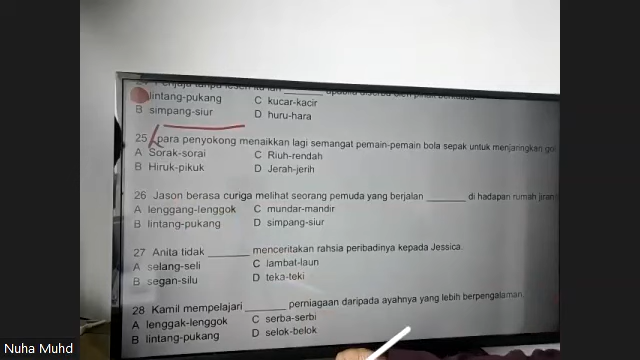 lintang-pukang C kucar-kacir
B simpang-siur D huru-hara
25 para penyokong menaikkan lagi semangat pemain-pemain bola sepak untuk menjaringkan
A Sorak-sorai C Riuh-rendah
B Hiruk-pikuk D Jerah-jerih
26 Jason berasa curiga melihat seorang pemuda yang berjalan ________ di hadapan rumah
A lenggang-lenggok C mundar-mandir
B lintang-pukang D simpang-siur
27 Anita tidak ________ menceritakan rahsia peribadinya kepada Jessica.
A selang-seli C lambat-laun
B segan-silu D teka-teki
28 Kamil mempelajari ________ perniagaan daripada ayahnya yang lebih berpengalaman
A lenggak-lenggok C serba-serbi
B lintang-pukang D selok-belok
Nuha Muhd